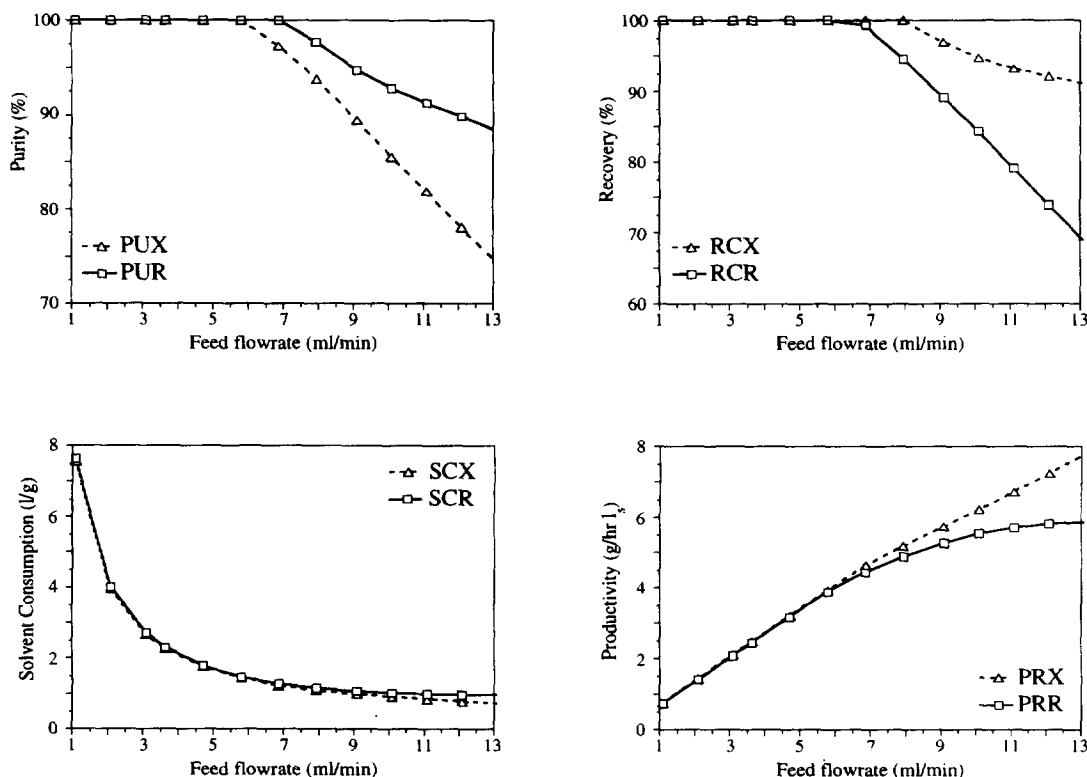 100
90
80
70
Purity (%)
PUX
PUR
1 3 5 7 9 11 13
Feed flowrate (ml/min)
100
90
80
70
60
Recovery (%)
RCX
RCR
1 3 5 7 9 11 13
Feed flowrate (ml/min)
8
6
4
2
0
Solvent Consumption (l/g)
SCX
SCR
1 3 5 7 9 11 13
Feed flowrate (ml/min)
8
6
4
2
0
Productivity (g/hr l_s)
PRX
PRR
1 3 5 7 9 11 13
Feed flowrate (ml/min)